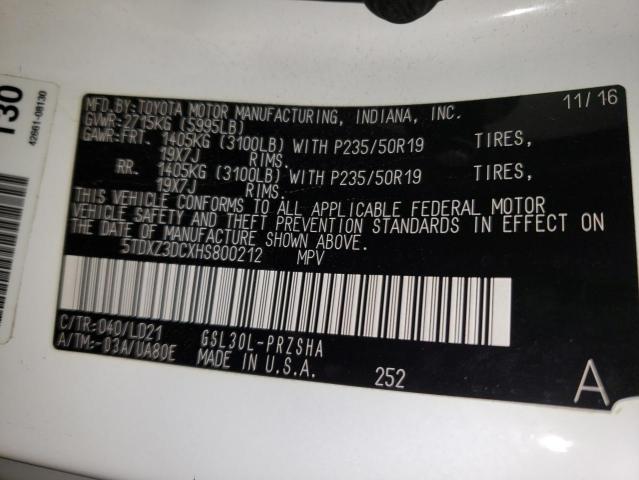 130
42661-08130
MFD.BY: TOYOTA MOTOR MANUFACTURING, INDIANA, INC. 11/16
GVWR: 2715KG (5995LB)
GAWR: FRT. 1405KG (3100LB) WITH P235/50R19 TIRES,
19X7J RIMS.
RR. 1405KG (3100LB) WITH P235/50R19 TIRES,
19X7J RIMS.
THIS VEHICLE CONFORMS TO ALL APPLICABLE FEDERAL MOTOR
VEHICLE SAFETY AND THEFT PREVENTION STANDARDS IN EFFECT ON
THE DATE OF MANUFACTURE SHOWN ABOVE.
5TDXZ3DCXHS800212 MPV
C/TR: 040/LD21 GSL30L-PRZSHA
A/TM: -03A/UA80E MADE IN U.S.A.
252
A